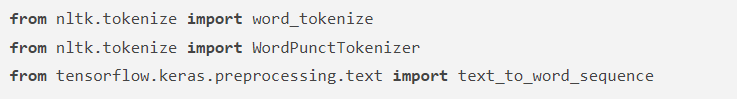 from nltk.tokenize import word_tokenize
from nltk.tokenize import WordPunctTokenizer
from tensorflow.keras.preprocessing.text import text_to_word_sequence